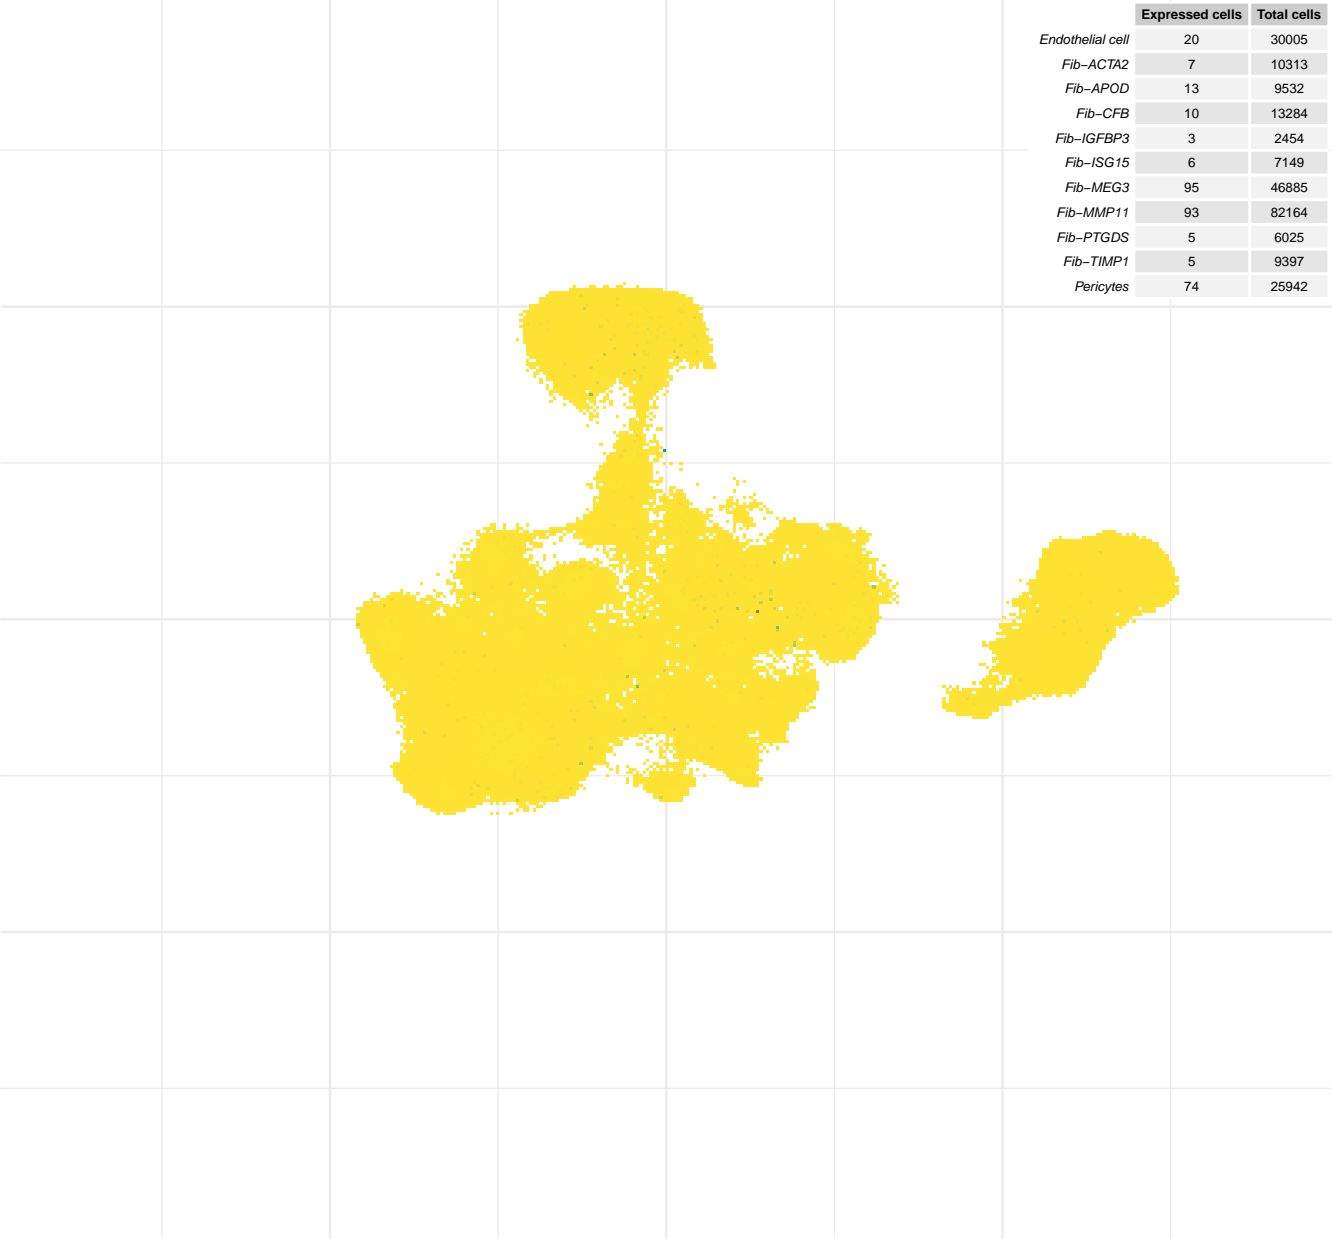 Expressed cells Total cells
Endothelial cell 20 30005
Fib−ACTA2 7 10313
Fib−APOD 13 9532
Fib−CFB 10 13284
Fib−IGFBP3 3 2454
Fib−ISG15 6 7149
Fib−MEG3 95 46885
Fib−MMP11 93 82164
Fib−PTGDS 5 6025
Fib−TIMP1 5 9397
Pericytes 74 25942